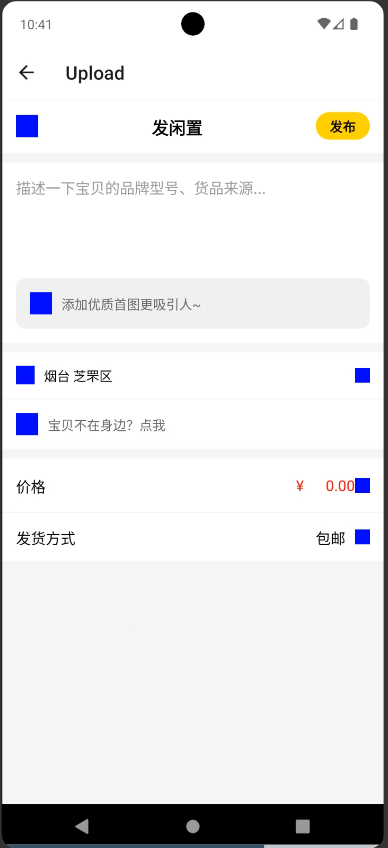 10:41
Upload
发闲置
发布
描述一下宝贝的品牌型号、货品来源...
添加优质首图更吸引人~
烟台 芝罘区
宝贝不在身边？点我
价格 ¥ 0.00
发货方式 包邮